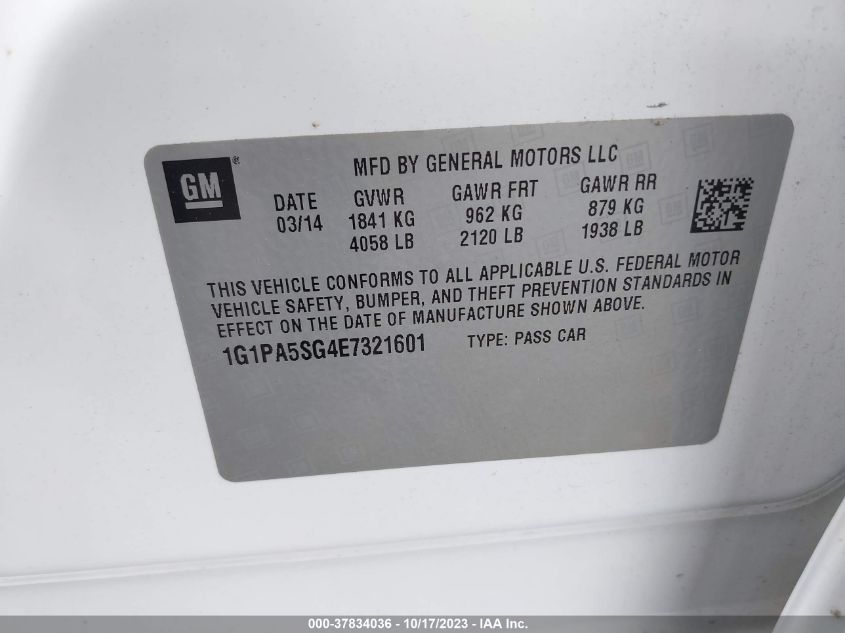 GM ®
MFD BY GENERAL MOTORS LLC
DATE GVWR GAWR FRT GAWR RR
03/14 1841 KG 962 KG 879 KG
4058 LB 2120 LB 1938 LB
THIS VEHICLE CONFORMS TO ALL APPLICABLE U.S. FEDERAL MOTOR
VEHICLE SAFETY, BUMPER, AND THEFT PREVENTION STANDARDS IN
EFFECT ON THE DATE OF MANUFACTURE SHOWN ABOVE.
1G1PA5SG4E7321601 TYPE: PASS CAR
000-37834036 - 10/17/2023 - IAA Inc.